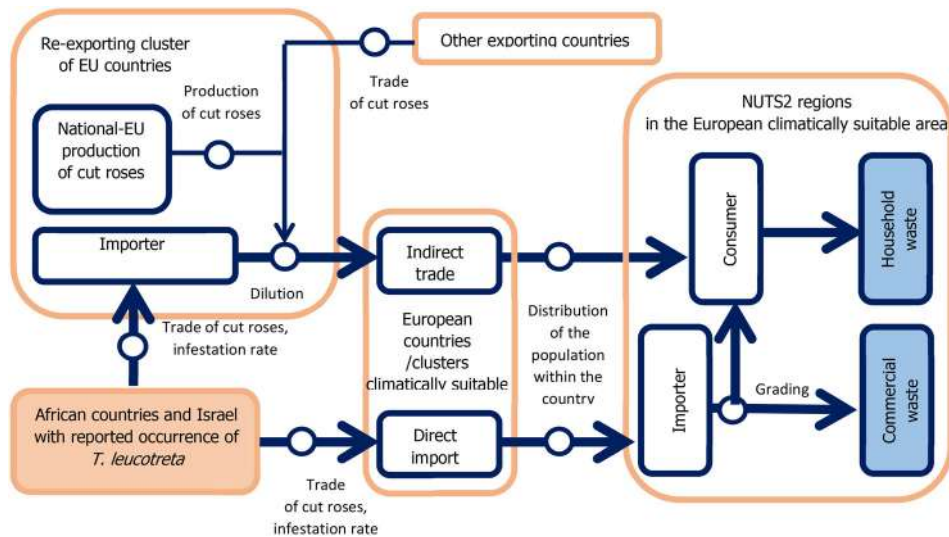 Re-exporting cluster
of EU countries
Other exporting countries
Production
of cut roses
Trade
of cut roses
NUTS2 regions
in the European climatically suitable area
National-EU
production
of cut roses
Importer
Dilution
Indirect
trade
Consumer
Household
waste
Trade of cut roses,
infestation rate
European
countries
/clusters
climatically suitable
Distribution
of the
population
within the
country
African countries and Israel
with reported occurrence of
T. leucotreta
Trade
of cut roses,
infestation rate
Direct
import
Importer
Grading
Commercial
waste